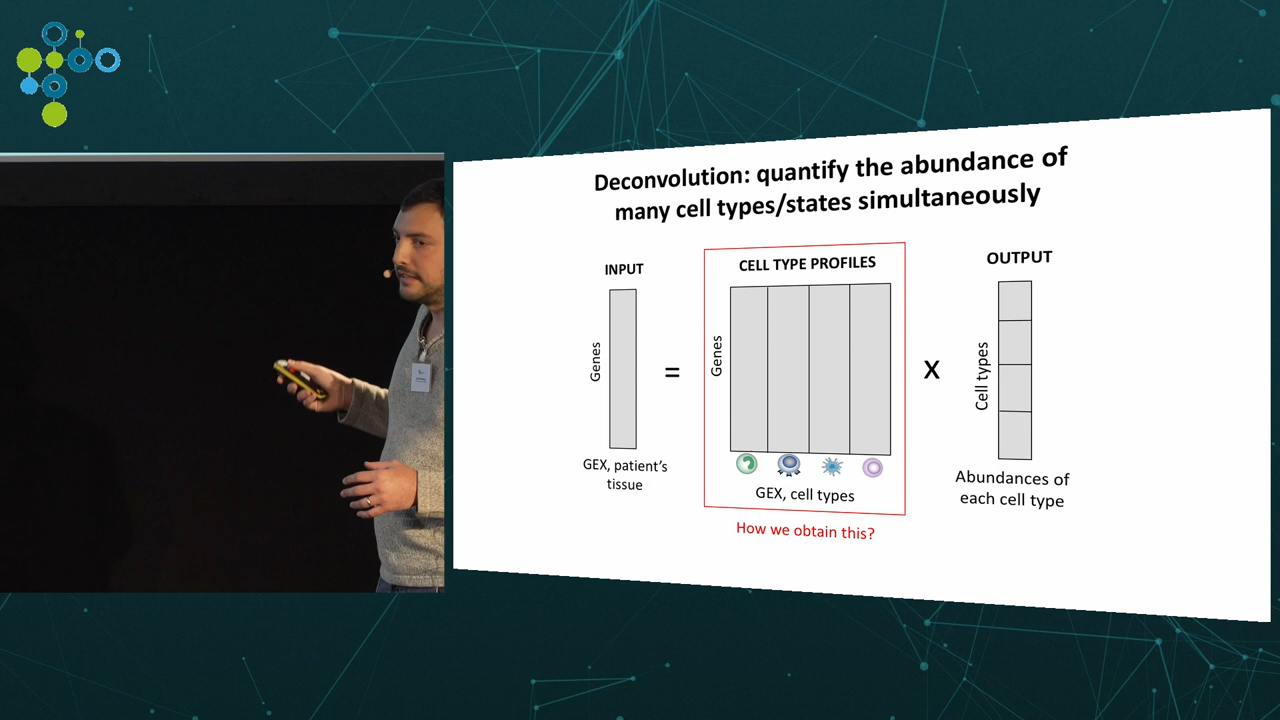 Deconvolution: quantify the abundance of
many cell types/states simultaneously
INPUT
Genes
GEX, patient's
tissue
=
CELL TYPE PROFILES
Genes
GEX, cell types
How we obtain this?
X
OUTPUT
Cell types
Abundances of
each cell type